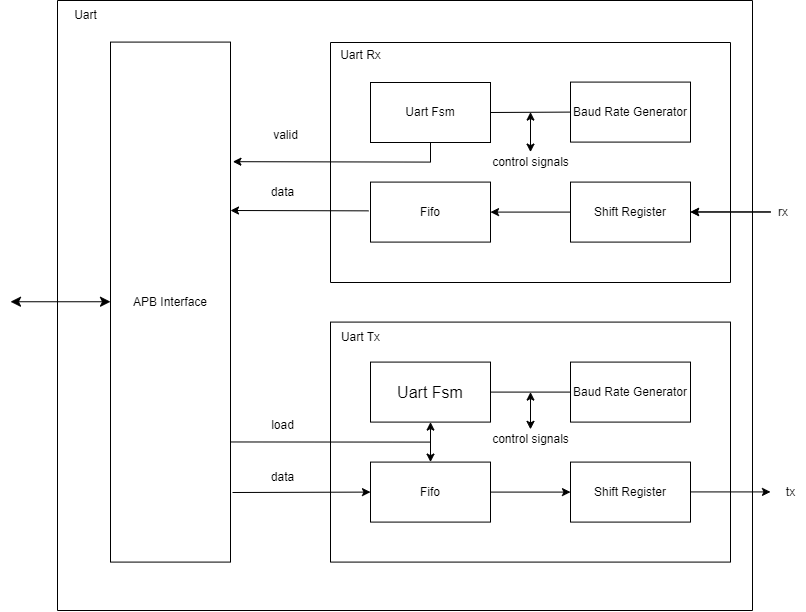 Uart
Uart Rx
Uart Fsm
Baud Rate Generator
valid
control signals
data
Fifo
Shift Register
rx
APB Interface
Uart Tx
Uart Fsm
Baud Rate Generator
load
control signals
data
Fifo
Shift Register
tx